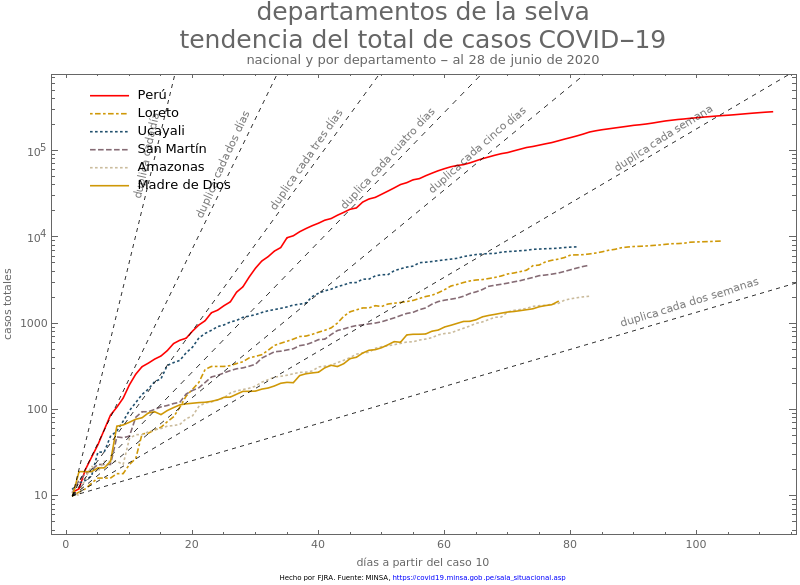 departamentos de la selva
tendencia del total de casos COVID−19
nacional y por departamento − al 28 de junio de 2020
Perú
Loreto
Ucayali
San Martín
Amazonas
Madre de Dios
duplica cada día
duplica cada dos días
duplica cada tres días
duplica cada cuatro días
duplica cada cinco días
duplica cada semana
duplica cada dos semanas
casos totales
10⁵
10⁴
1000
100
10
0 20 40 60 80 100
días a partir del caso 10
Hecho por FJRA. Fuente: MINSA, https://covid19.minsa.gob.pe/sala_situacional.asp